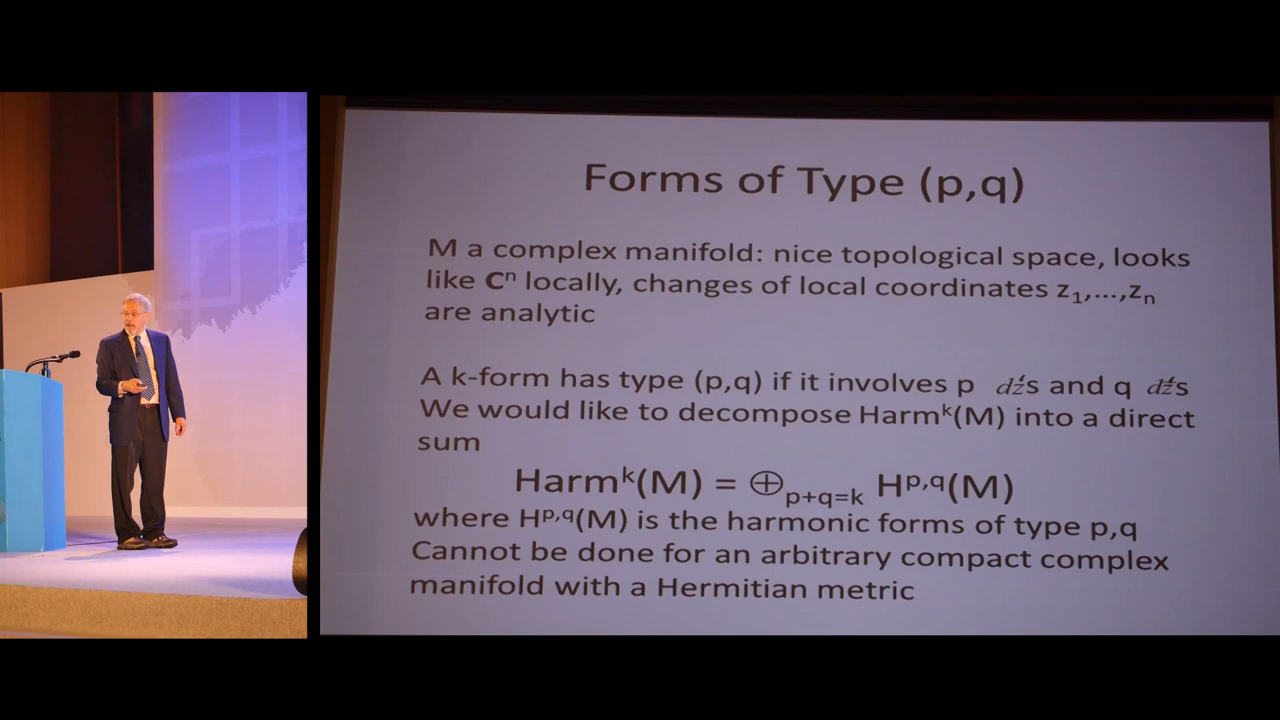 Forms of Type (p,q)
M a complex manifold: nice topological space, looks
like Cⁿ locally, changes of local coordinates z₁,...,zₙ
are analytic
A k-form has type (p,q) if it involves p dz's and q dz̄'s
We would like to decompose Harmᵏ(M) into a direct
sum
Harmᵏ(M) = ⊕p+q=k Hp,q(M)
where Hp,q(M) is the harmonic forms of type p,q
Cannot be done for an arbitrary compact complex
manifold with a Hermitian metric